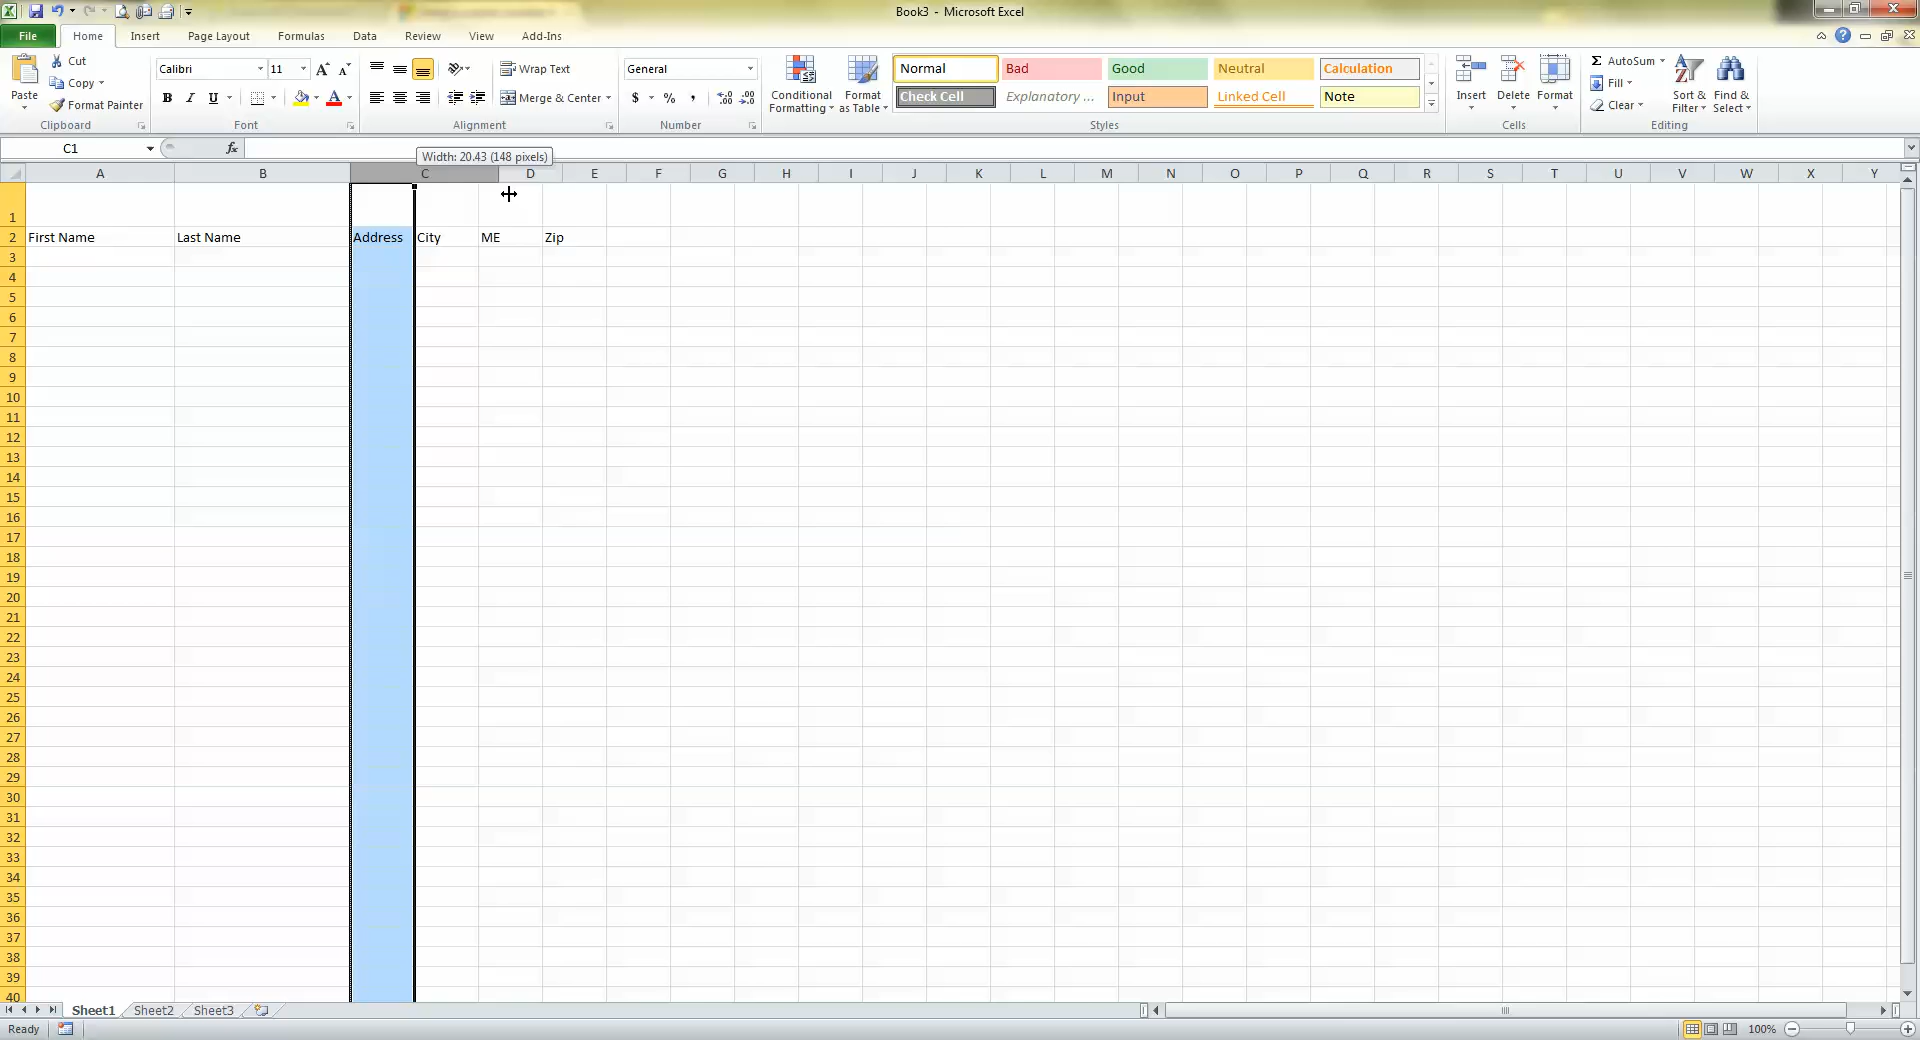 Book3 - Microsoft Excel
File Home Insert Page Layout Formulas Data Review View Add-Ins
Cut
Copy
Format Painter
Paste
Clipboard
Calibri 11
B I U
Font
Wrap Text
Merge & Center
Alignment
General
$ % ,
Number
Conditional Formatting
Format as Table
Normal Bad Good Neutral Calculation
Check Cell Explanatory ... Input Linked Cell Note
Styles
Insert Delete Format
Cells
Σ AutoSum
Fill
Clear
Sort & Filter
Find & Select
Editing
C1 fx
Width: 20.43 (148 pixels)
A B C D E F G H I J K L M N O P Q R S T U V W X Y
1
2 First Name Last Name Address City ME Zip
3
4
5
6
7
8
9
10
11
12
13
14
15
16
17
18
19
20
21
22
23
24
25
26
27
28
29
30
31
32
33
34
35
36
37
38
39
40
Sheet1 Sheet2 Sheet3
Ready 100%